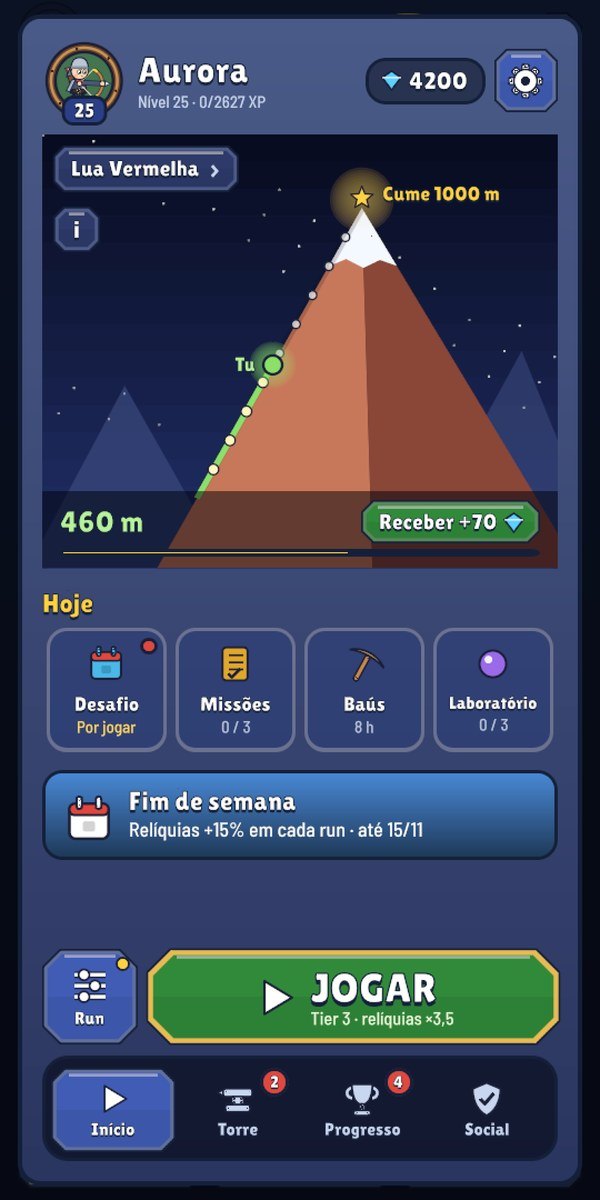 Aurora
25
Nível 25 · 0/2627 XP
4200
Lua Vermelha ›
i
Cume 1000 m
Tu
460 m
Receber +70
Hoje
Desafio
Por jogar
Missões
0 / 3
Baús
8 h
Laboratório
0 / 3
Fim de semana
Relíquias +15% em cada run · até 15/11
Run
JOGAR
Tier 3 · relíquias ×3,5
Início
2
Torre
4
Progresso
Social